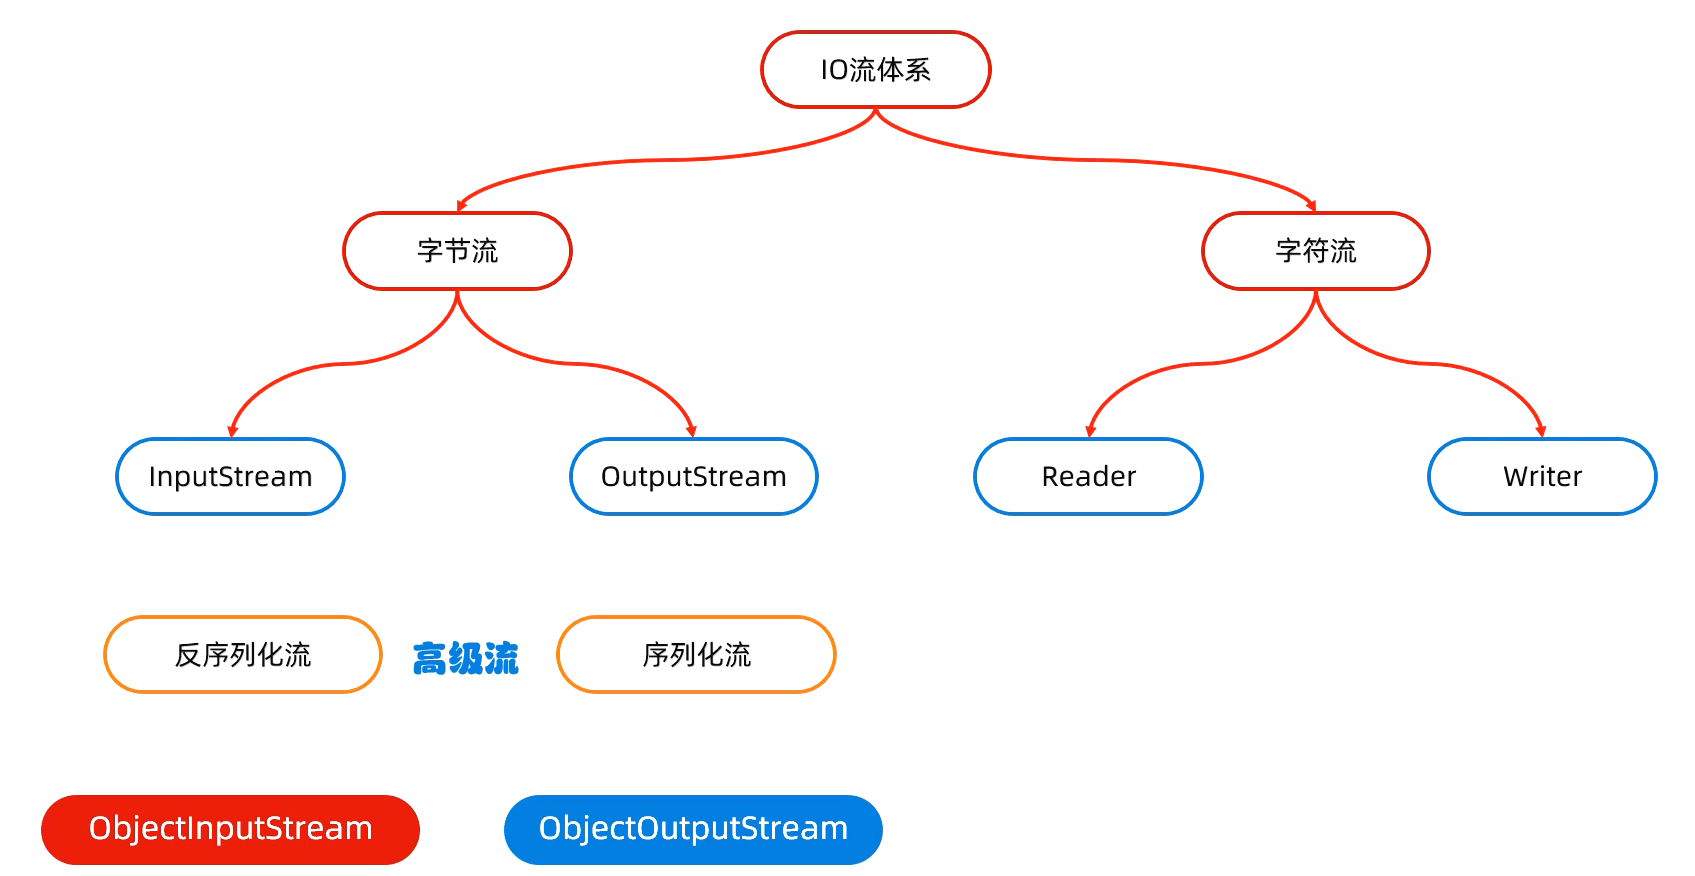 IO流体系
字节流
字符流
InputStream
OutputStream
Reader
Writer
反序列化流
高级流
序列化流
ObjectInputStream
ObjectOutputStream